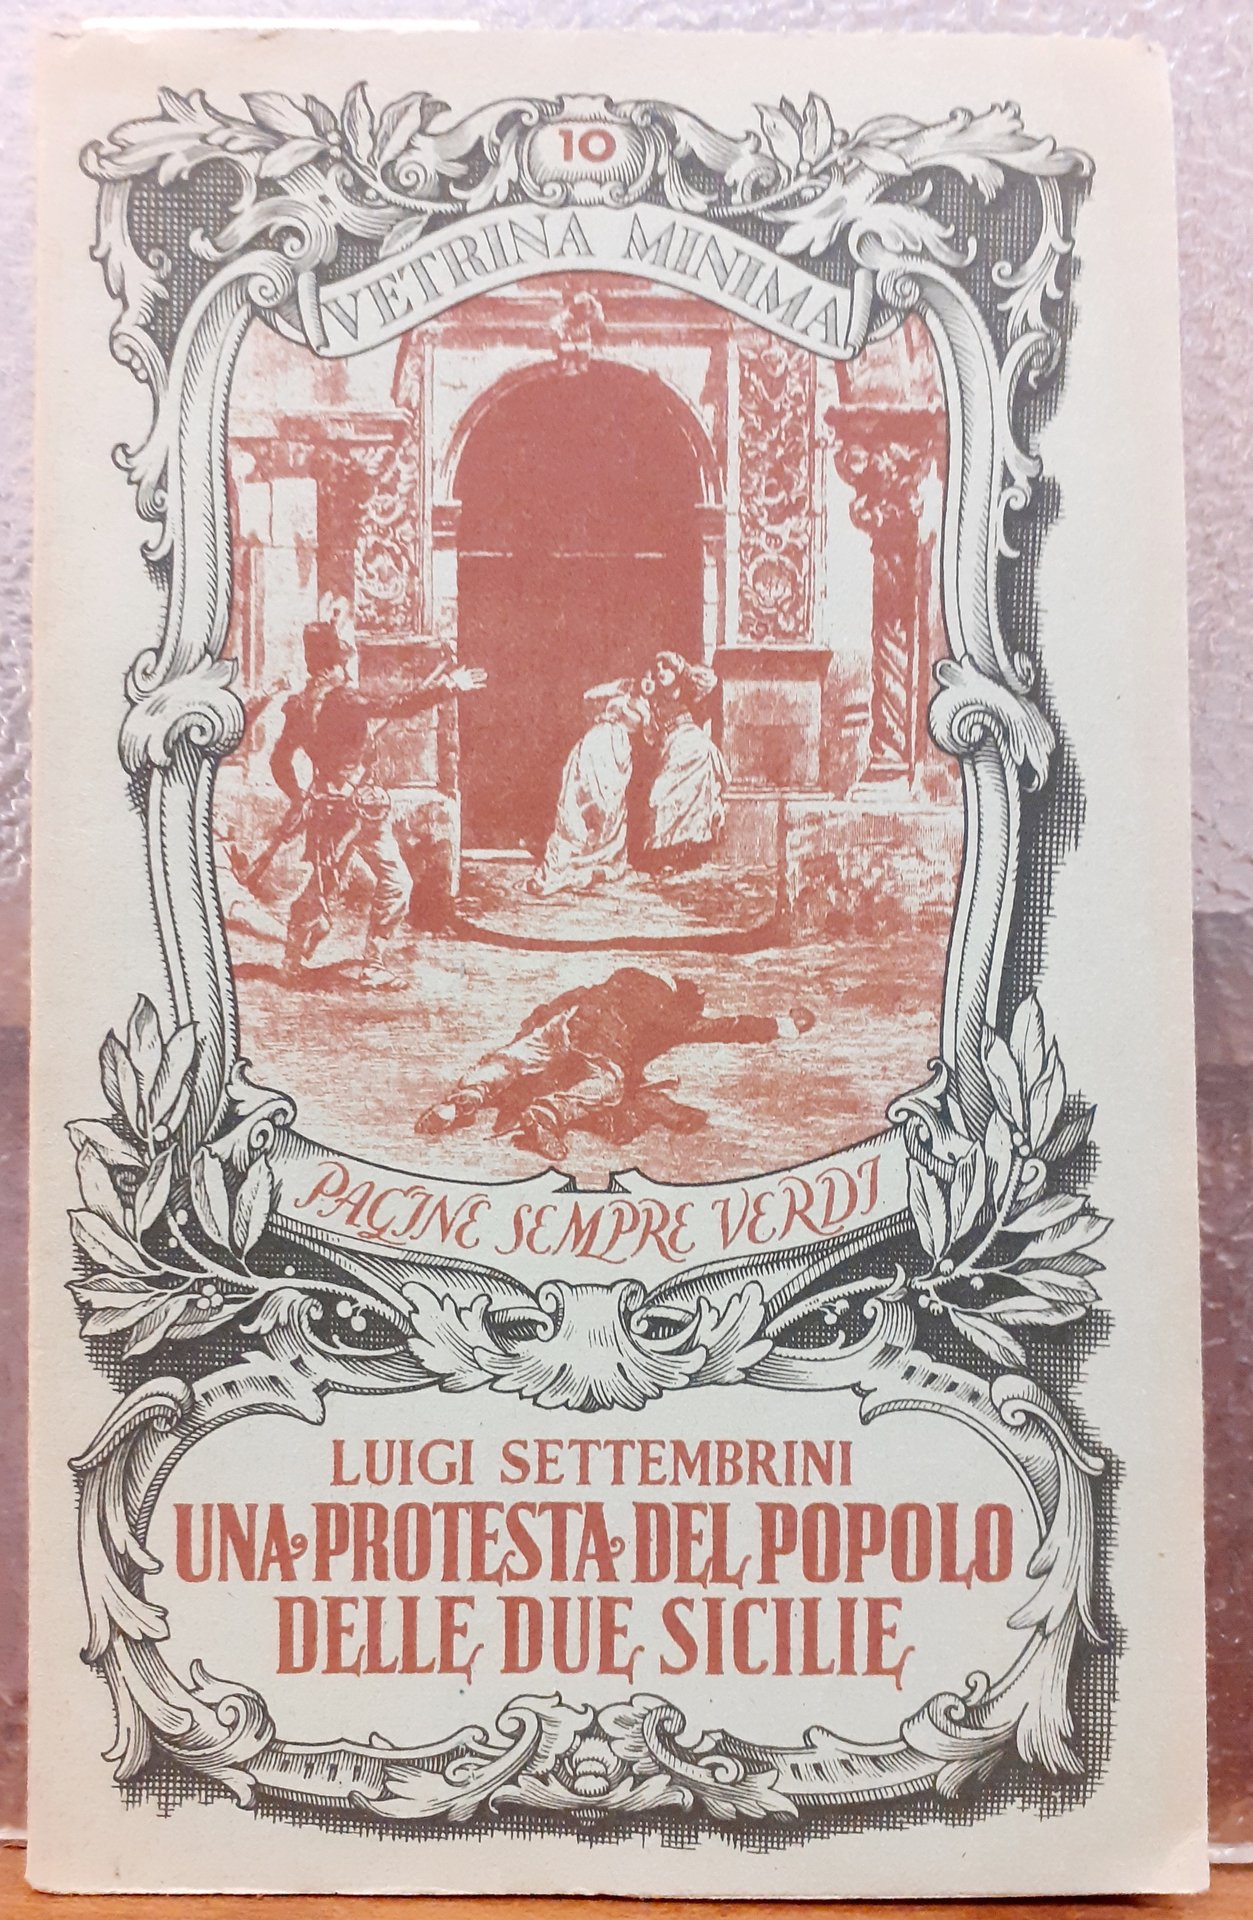 10
VETRINA MINIMA
PAGINE SEMPRE VERDI
LUIGI SETTEMBRINI
UNA PROTESTA DEL POPOLO
DELLE DUE SICILIE